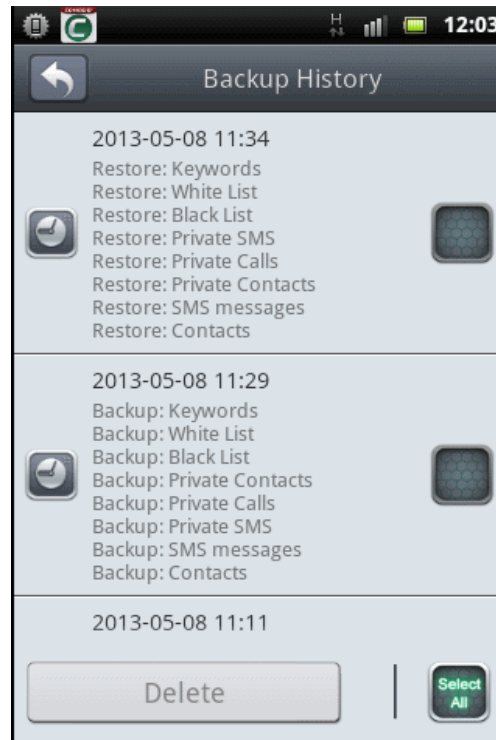 H
12:03
Backup History
2013-05-08 11:34
Restore: Keywords
Restore: White List
Restore: Black List
Restore: Private SMS
Restore: Private Calls
Restore: Private Contacts
Restore: SMS messages
Restore: Contacts
2013-05-08 11:29
Backup: Keywords
Backup: White List
Backup: Black List
Backup: Private Contacts
Backup: Private Calls
Backup: Private SMS
Backup: SMS messages
Backup: Contacts
2013-05-08 11:11
Delete
Select
All